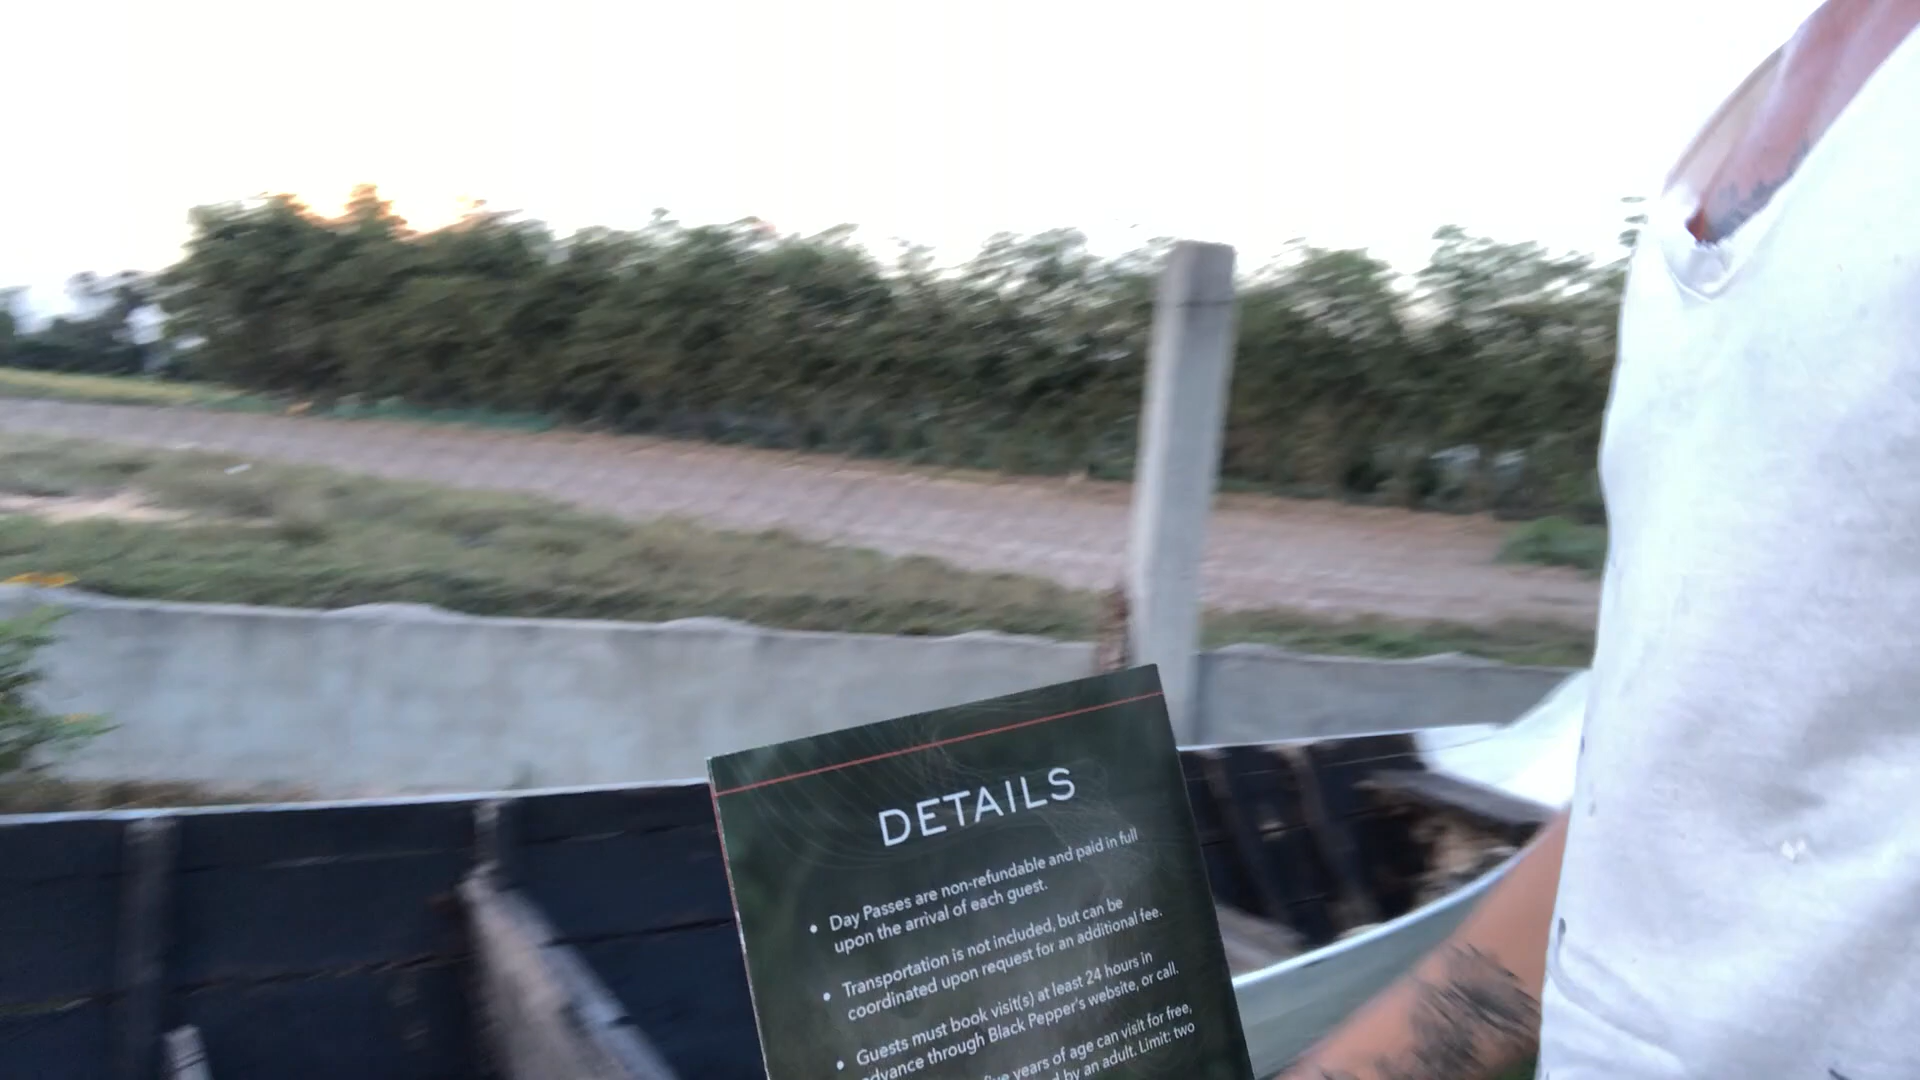 DETAILS
• Day Passes are non-refundable and paid in full
upon the arrival of each guest.
• Transportation is not included, but can be
coordinated upon request for an additional fee.
• Guests must book visit(s) at least 24 hours in
advance through Black Pepper's website, or call.
five years of age can visit for free,
by an adult. Limit: two